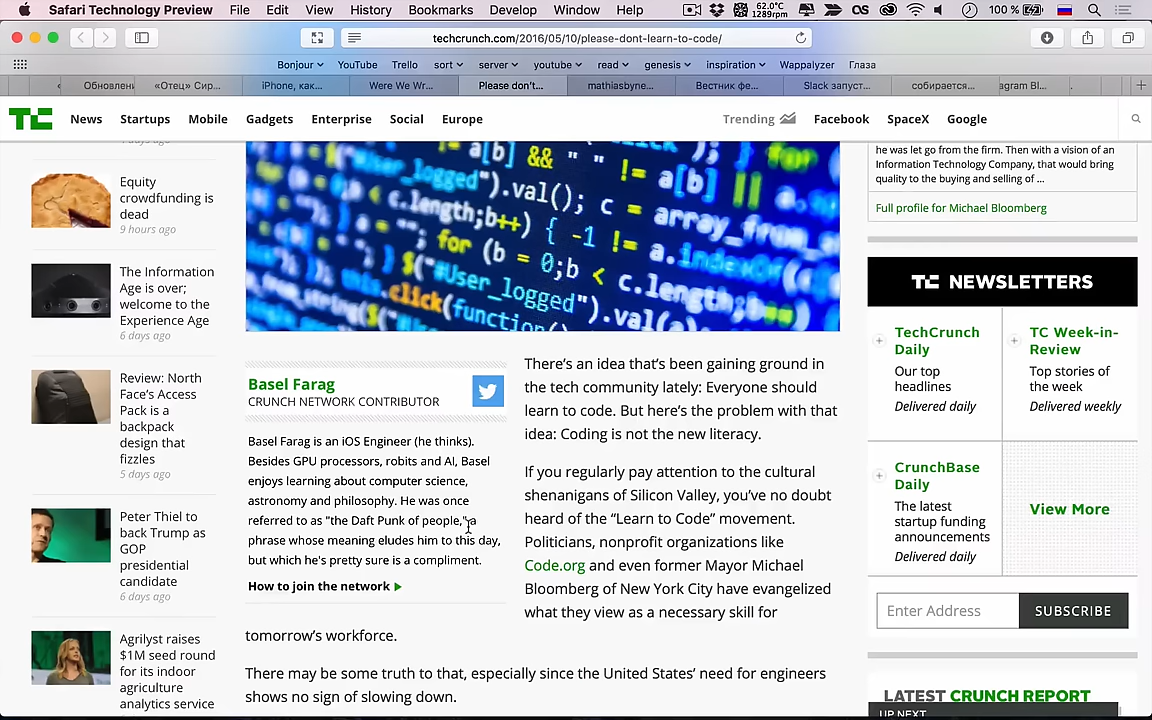 Safari Technology Preview File Edit View History Bookmarks Develop Window Help 62.0°C 1289rpm 100 %
techcrunch.com/2016/05/10/please-dont-learn-to-code/
Bonjour YouTube Trello sort server youtube read genesis inspiration Wappalyzer Глаза
Обновлені «Отец» Сир... iPhone, как... Were We Wr... Please don't... mathiasbyne... Вестник фе... Slack запуст... собирается... agram Bl...
TC News Startups Mobile Gadgets Enterprise Social Europe Trending Facebook SpaceX Google
Equity
crowdfunding is
dead
9 hours ago
The Information
Age is over;
welcome to the
Experience Age
6 days ago
Review: North
Face's Access
Pack is a
backpack
design that
fizzles
5 days ago
Peter Thiel to
back Trump as
GOP
presidential
candidate
6 days ago
Agrilyst raises
$1M seed round
for its indoor
agriculture
analytics service
a[b] && " " != a[b] ||
User_logged").val(); c = array_from_
c.length;b++) { -1 != a.indexOf(
for (b = 0;b < c.length;
$("#User_logged")
this.click(function(
Basel Farag
CRUNCH NETWORK CONTRIBUTOR
Basel Farag is an iOS Engineer (he thinks).
Besides GPU processors, robits and AI, Basel
enjoys learning about computer science,
astronomy and philosophy. He was once
referred to as "the Daft Punk of people," a
phrase whose meaning eludes him to this day,
but which he's pretty sure is a compliment.
How to join the network
There's an idea that's been gaining ground in
the tech community lately: Everyone should
learn to code. But here's the problem with that
idea: Coding is not the new literacy.
If you regularly pay attention to the cultural
shenanigans of Silicon Valley, you've no doubt
heard of the “Learn to Code” movement.
Politicians, nonprofit organizations like
Code.org and even former Mayor Michael
Bloomberg of New York City have evangelized
what they view as a necessary skill for
tomorrow's workforce.
There may be some truth to that, especially since the United States' need for engineers
shows no sign of slowing down.
he was let go from the firm. Then with a vision of an
Information Technology Company, that would bring
quality to the buying and selling of ...
Full profile for Michael Bloomberg
TC NEWSLETTERS
TechCrunch
Daily
Our top
headlines
Delivered daily
TC Week-in-
Review
Top stories of
the week
Delivered weekly
CrunchBase
Daily
The latest
startup funding
announcements
Delivered daily
View More
Enter Address SUBSCRIBE
LATEST CRUNCH REPORT
UP NEXT